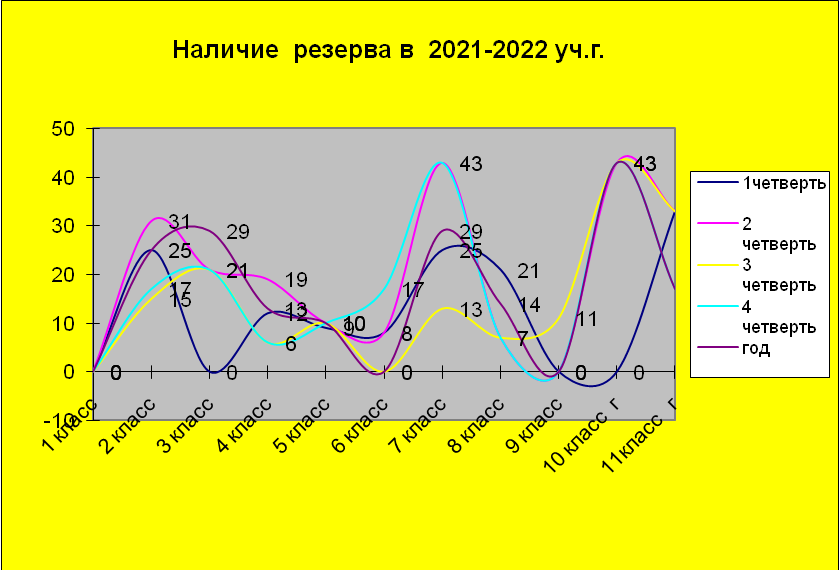 Наличие резерва в 2021-2022 уч.г.
50
40
30
20
10
0
-10
0
31
25
17
15
29
21
0
19
13
12
6
10
9
17
8
0
43
29
25
13
21
14
7
11
0
43
0
1 класс
2 класс
3 класс
4 класс
5 класс
6 класс
7 класс
8 класс
9 класс
10 класс г
11класс г
1четверть
2
четверть
3
четверть
4
четверть
год